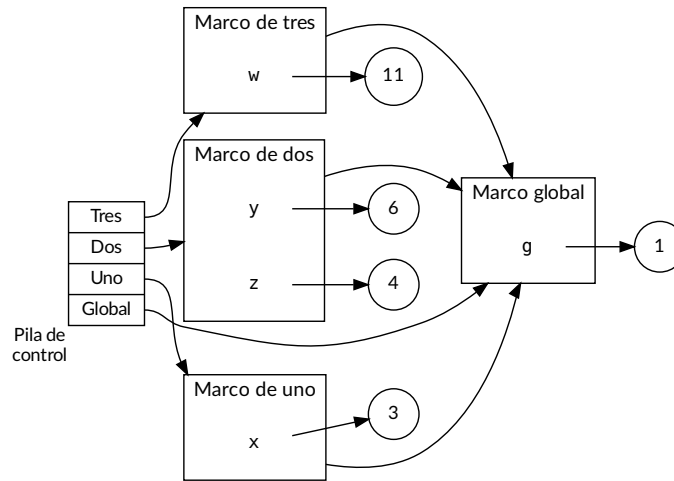 Marco de tres
w
11
Marco de dos
y
6
z
4
Marco global
g
1
Tres
Dos
Uno
Global
Pila de
control
Marco de uno
x
3